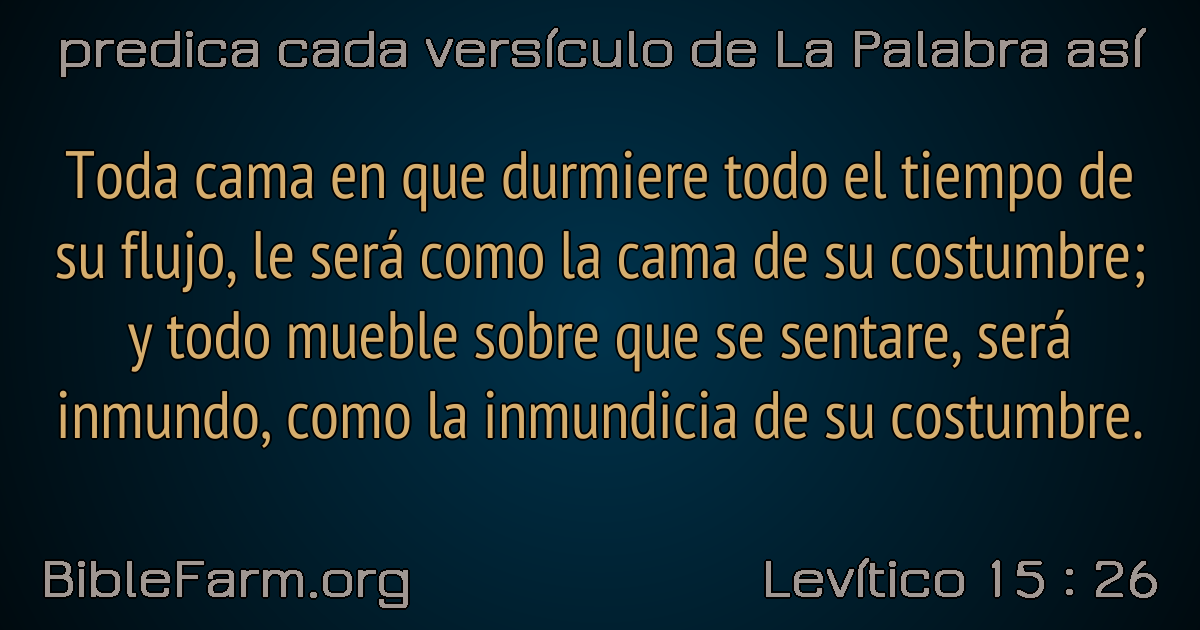 predica cada versículo de La Palabra así
Toda cama en que durmiere todo el tiempo de
su flujo, le será como la cama de su costumbre;
y todo mueble sobre que se sentare, será
inmundo, como la inmundicia de su costumbre.
BibleFarm.org
Levítico 15 : 26